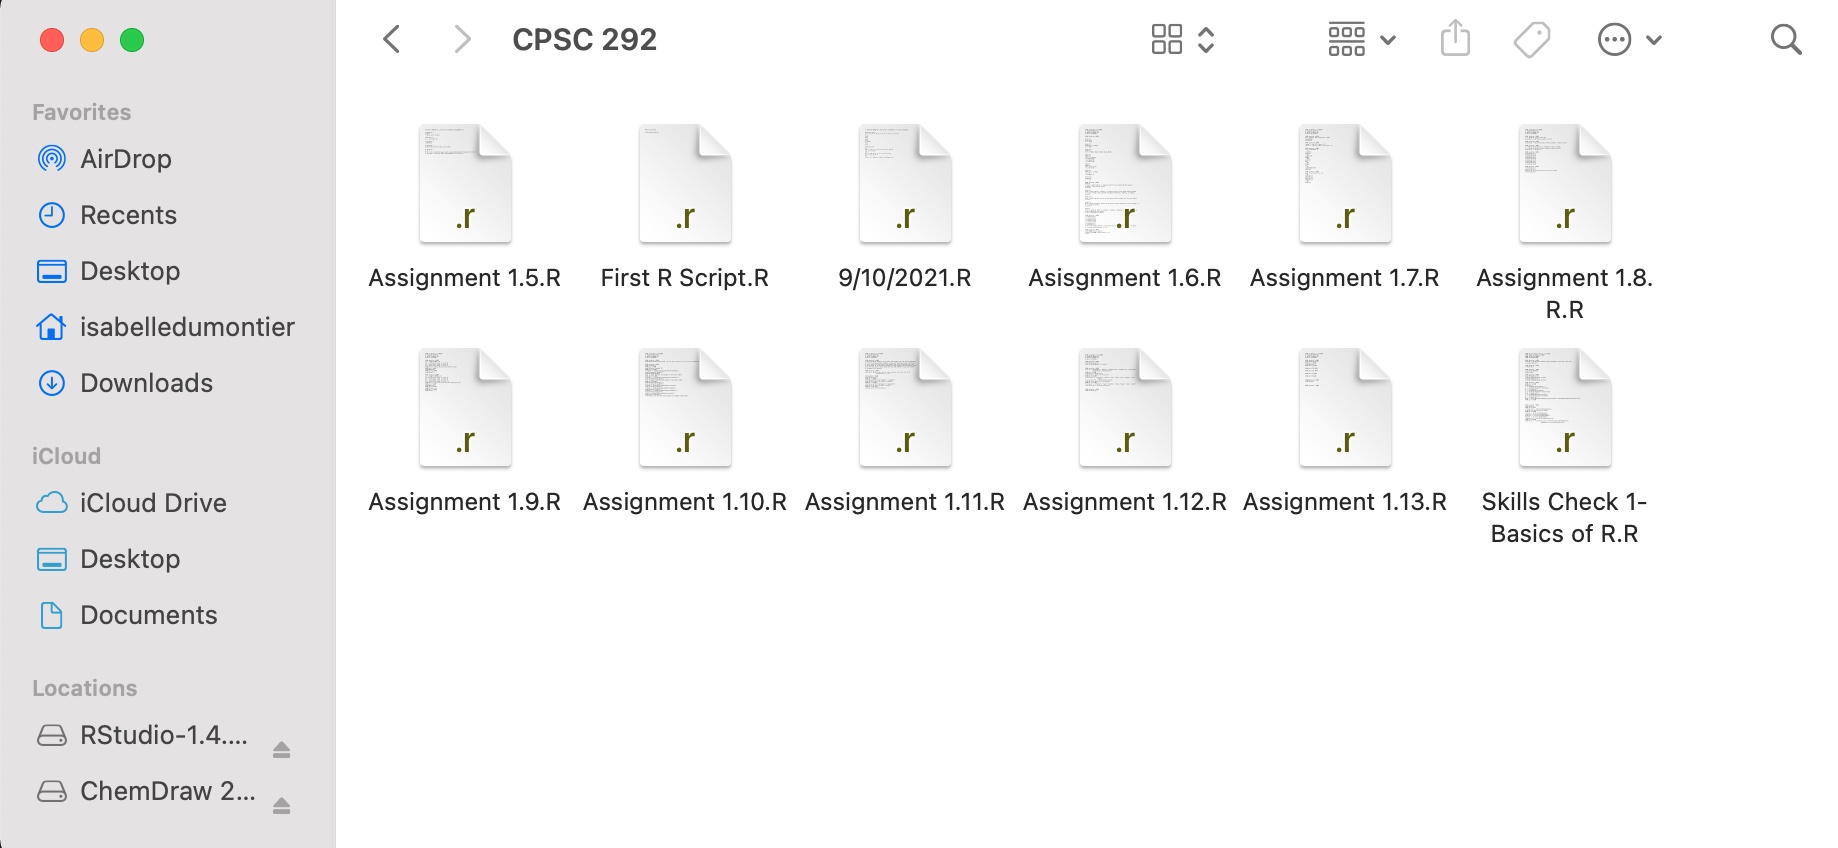 CPSC 292
Favorites
AirDrop
Recents
Desktop
isabelledumontier
Downloads
iCloud
iCloud Drive
Desktop
Documents
Locations
RStudio-1.4....
ChemDraw 2...
.r
.r
.r
.r
.r
.r
Assignment 1.5.R
First R Script.R
9/10/2021.R
Asisgnment 1.6.R
Assignment 1.7.R
Assignment 1.8.
R.R
.r
.r
.r
.r
.r
.r
Assignment 1.9.R
Assignment 1.10.R
Assignment 1.11.R
Assignment 1.12.R
Assignment 1.13.R
Skills Check 1-
Basics of R.R